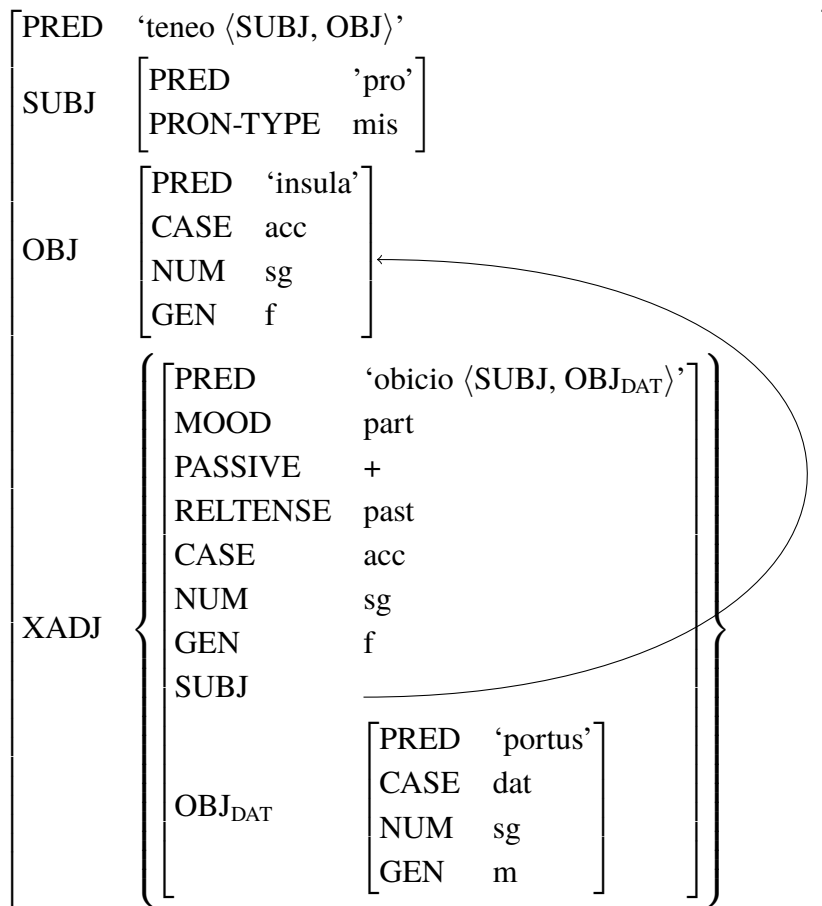 PRED ‘teneo ⟨SUBJ, OBJ⟩’
SUBJ PRED ’pro’
PRON-TYPE mis
OBJ PRED ‘insula’
CASE acc
NUM sg
GEN f
XADJ PRED ‘obicio ⟨SUBJ, OBJDAT⟩’
MOOD part
PASSIVE +
RELTENSE past
CASE acc
NUM sg
GEN f
SUBJ
OBJDAT PRED ‘portus’
CASE dat
NUM sg
GEN m